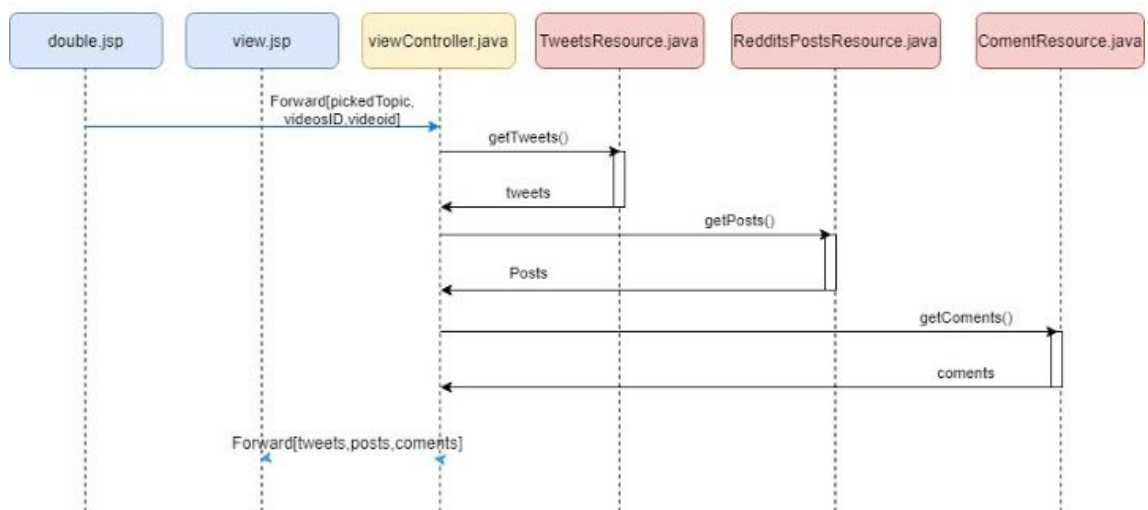 double.jsp
view.jsp
viewController.java
TweetsResource.java
RedditsPostsResource.java
ComentResource.java
Forward[pickedTopic,
videosID,videoid]
getTweets()
tweets
getPosts()
Posts
getComents()
coments
Forward[tweets,posts,coments]